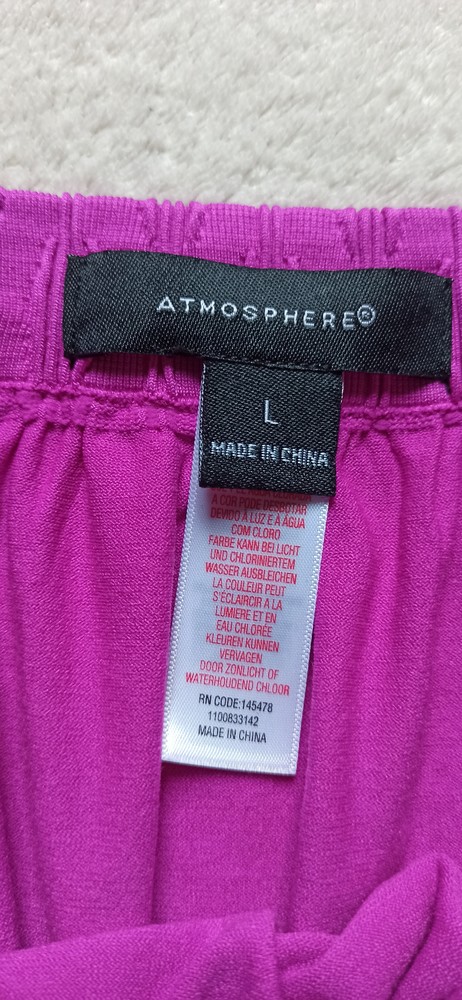 ATMOSPHERE®
L
MADE IN CHINA
A COR PODE DESBOTAR
DEVIDO À LUZ E À ÁGUA
COM CLORO
FARBE KANN BEI LICHT
UND CHLORINIERTEM
WASSER AUSBLEICHEN
LA COULEUR PEUT
S'ÉCLAIRCIR A LA
LUMIERE ET EN
EAU CHLORÉE
KLEUREN KUNNEN
VERVAGEN
DOOR ZONLICHT OF
WATERHOUDEND CHLOOR
RN CODE:145478
1100833142
MADE IN CHINA